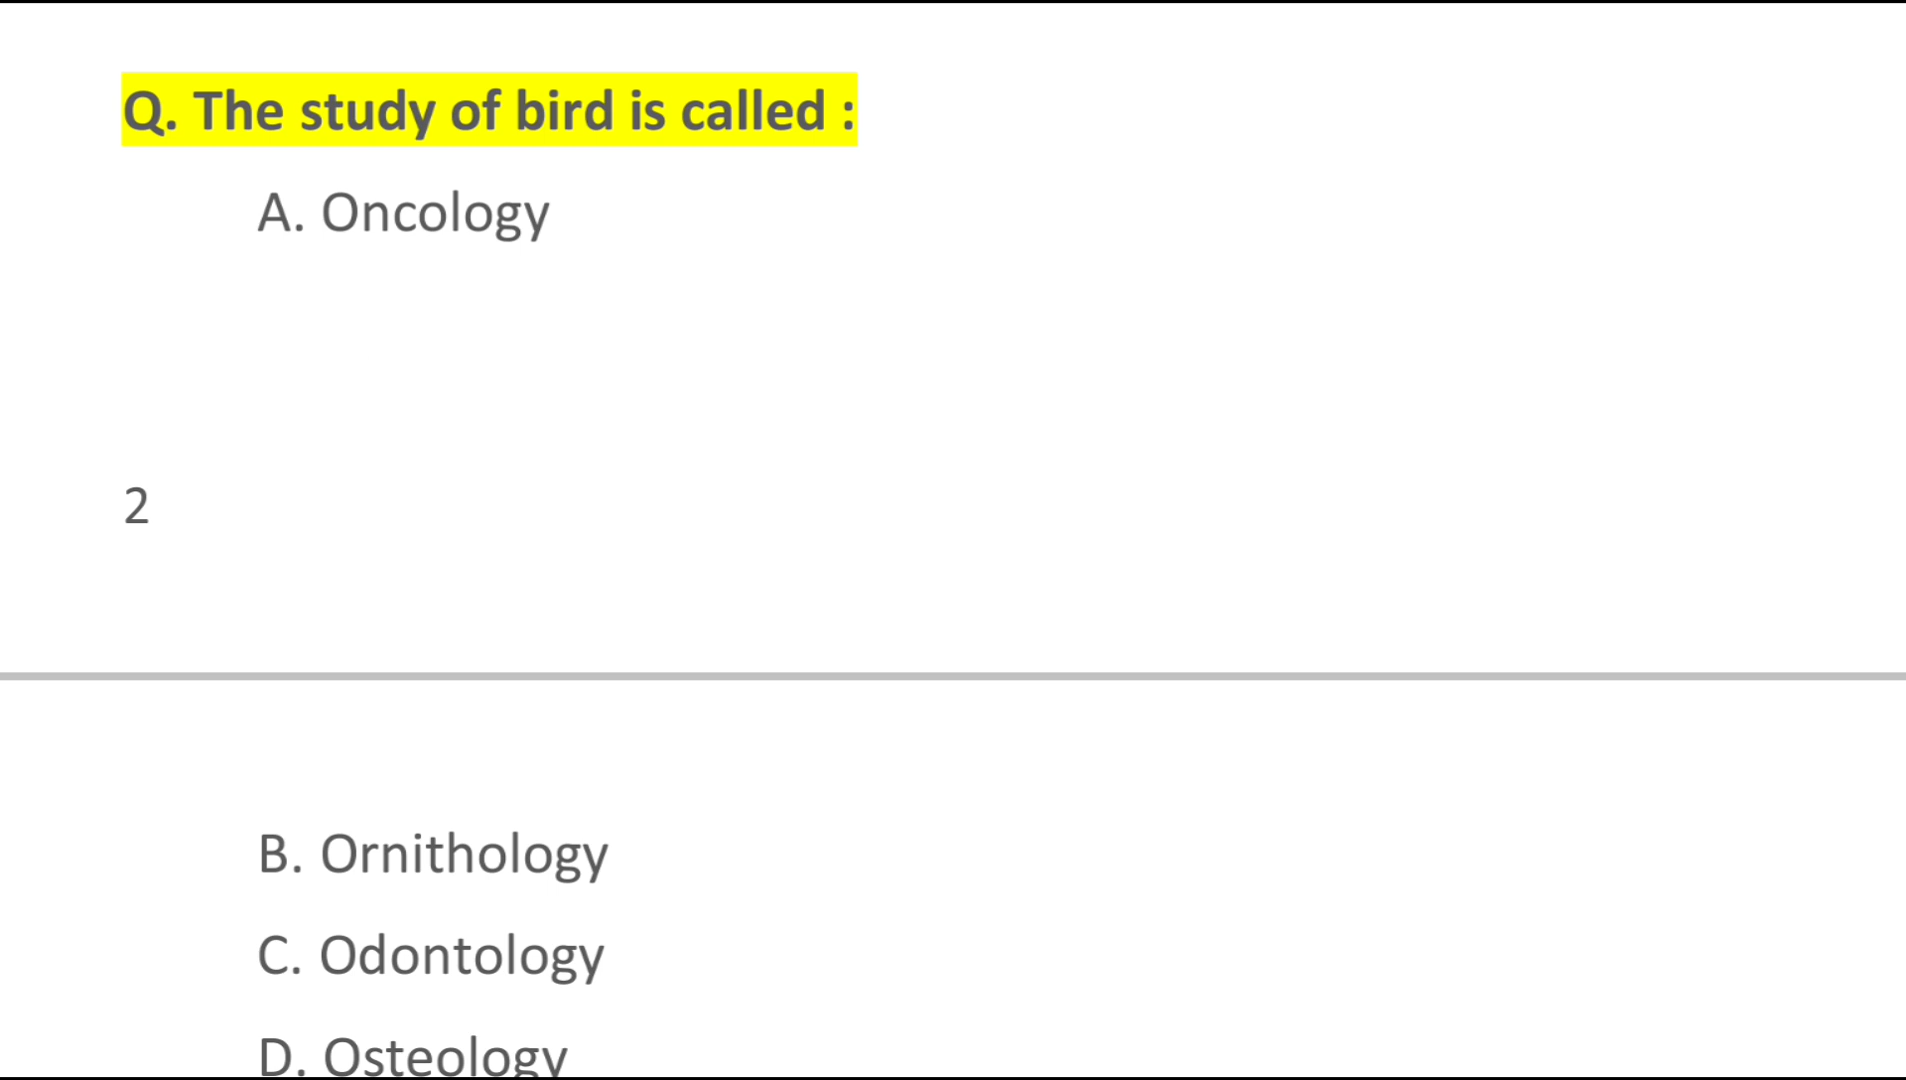 Q. The study of bird is called :
A. Oncology
2
B. Ornithology
C. Odontology
D. Osteology